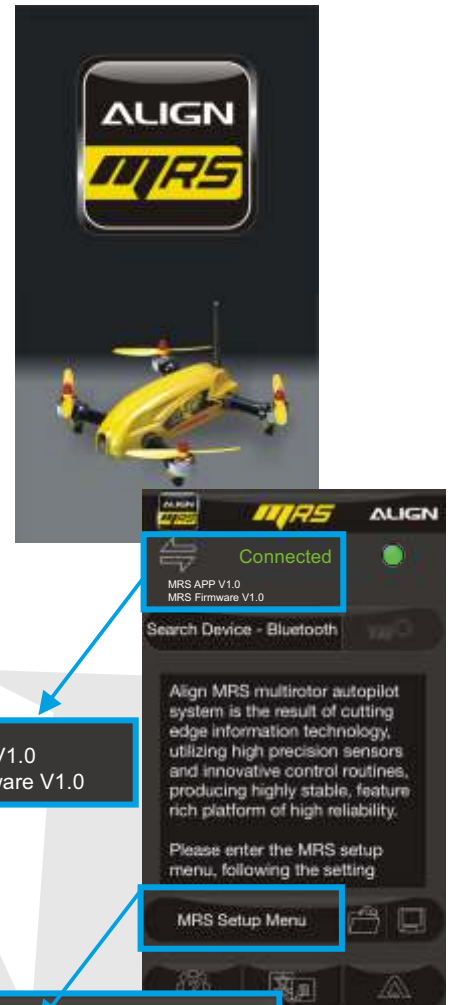 ALIGN
MRS
ALIGN
MRS
MRS
ALIGN
Connected
MRS APP V1.0
MRS Firmware V1.0
Search Device - Bluetooth
V1.0
ware V1.0
Align MRS multirotor autopilot
system is the result of cutting
edge information technology,
utilizing high precision sensors
and innovative control routines,
producing highly stable, feature
rich platform of high reliability.
Please enter the MRS setup
menu, following the setting
MRS Setup Menu